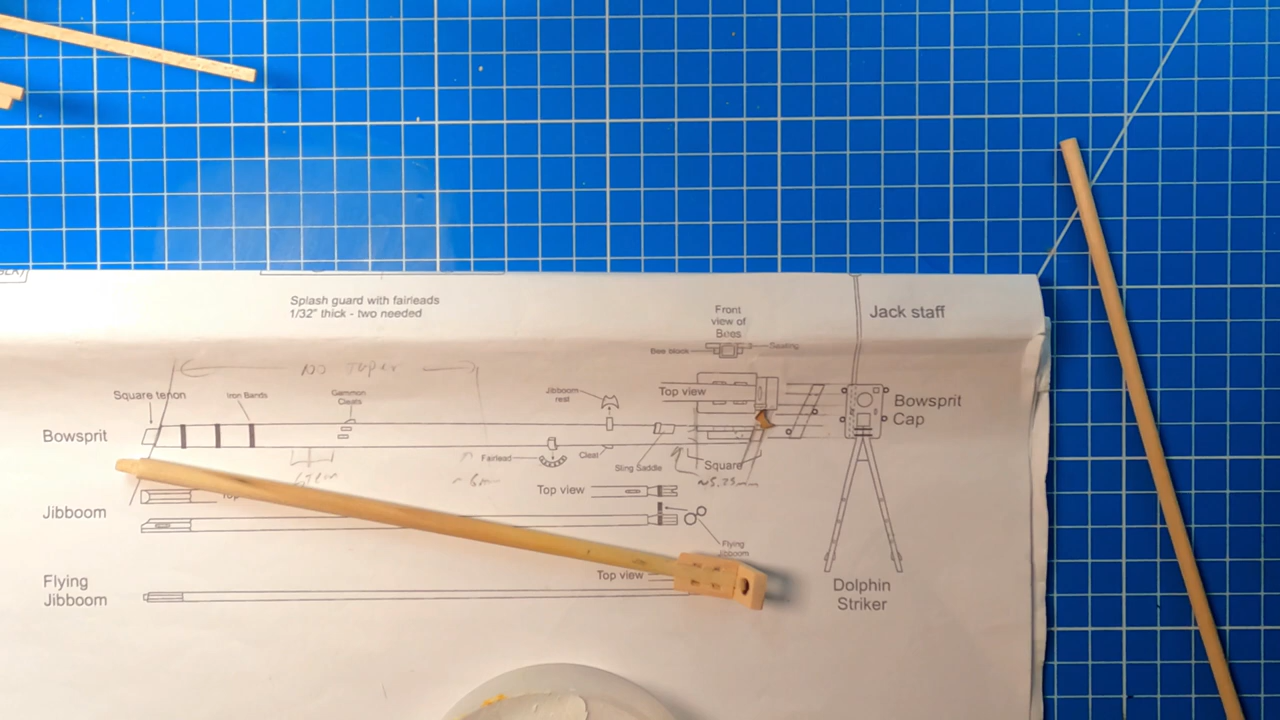 Splash guard with fairleads
1/32" thick - two needed
Front
view of
Bees
Bee block
Seating
Jack staff
No Taper
Square tenon
Iron Bands
Gammon
Cleats
Jibboom
rest
Top view
Bowsprit
Cap
Bowsprit
Fairlead
Cleat
Sling Saddle
Square
~5.25mm
Top view
Jibboom
Flying
Jibboom
Top view
Flying
Jibboom
Dolphin
Striker